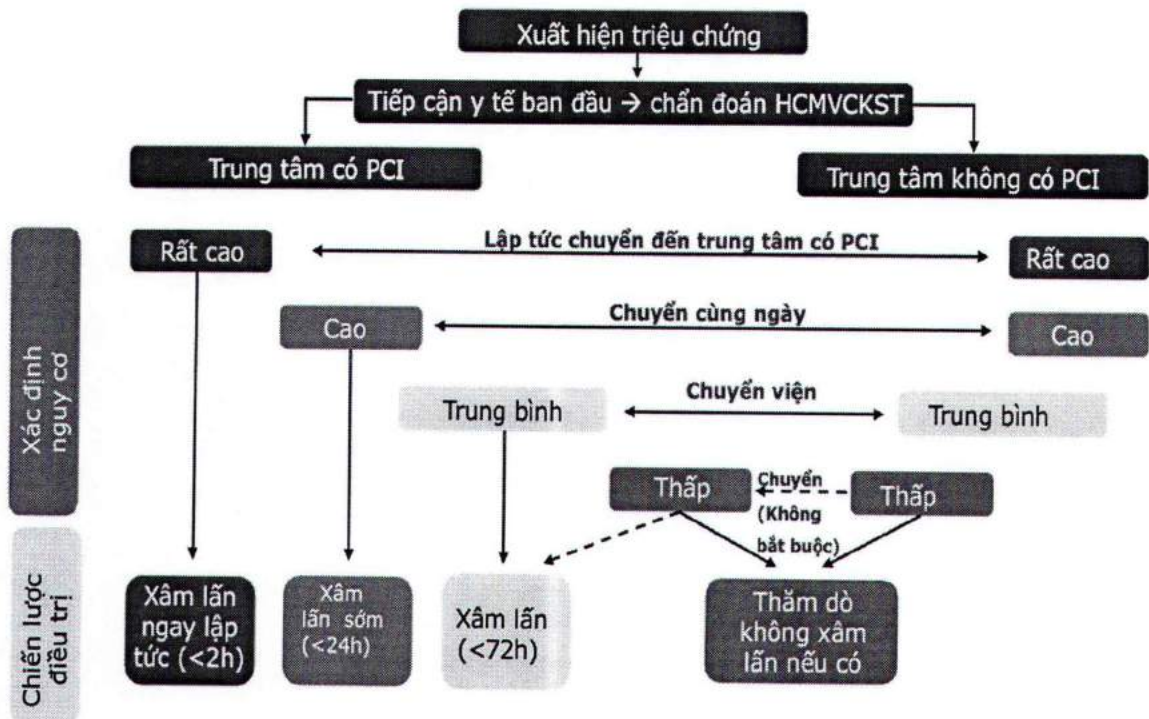 Xuất hiện triệu chứng
Tiếp cận y tế ban đầu → chẩn đoán HCMVCKST
Trung tâm có PCI
Trung tâm không có PCI
Xác định
nguy cơ
Rất cao
Lập tức chuyển đến trung tâm có PCI
Rất cao
Cao
Chuyển cùng ngày
Cao
Trung bình
Chuyển viện
Trung bình
Thấp
Chuyển
(Không
bắt buộc)
Thấp
Chiến lược
điều trị
Xâm lấn
ngay lập
tức (<2h)
Xâm
lấn sớm
(<24h)
Xâm lấn
(<72h)
Thăm dò
không xâm
lấn nếu có